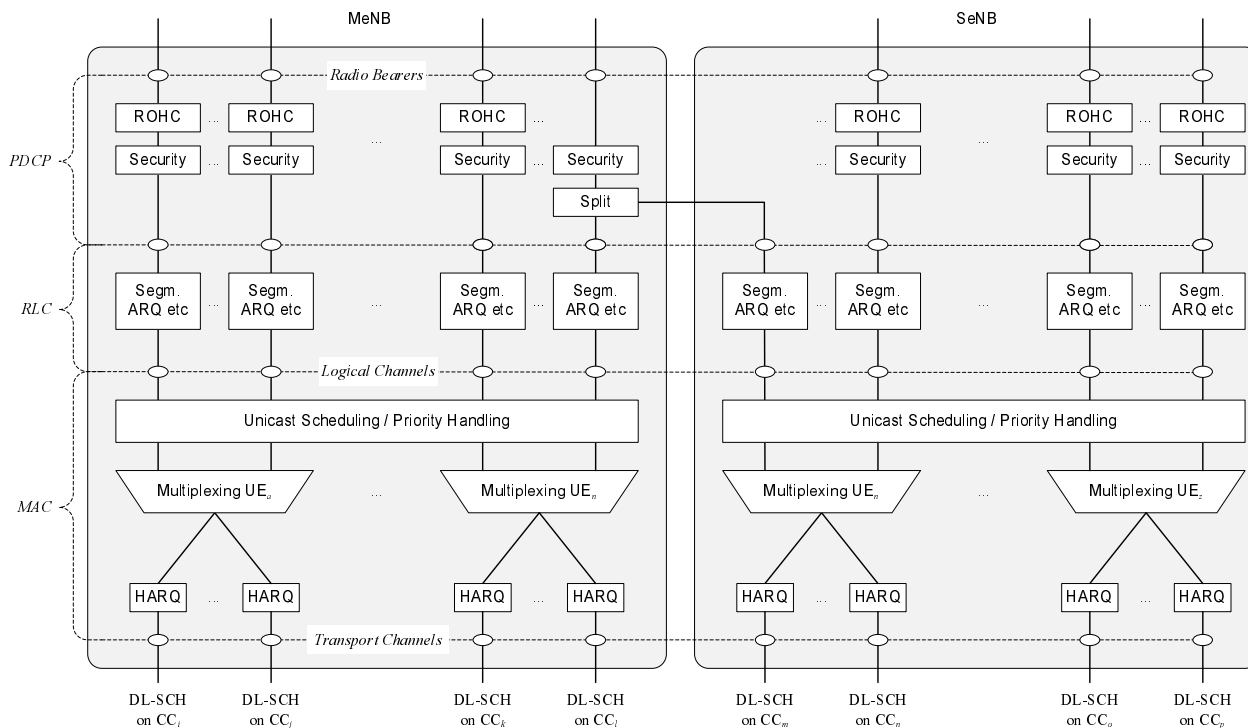 MeNB SeNB
Radio Bearers
ROHC ... ROHC ROHC ... ... ROHC ROHC ROHC
... ...
PDCP Security ... Security Security ... Security ... Security Security Security
Split
RLC Segm. ARQ etc ... Segm. ARQ etc ... Segm. ARQ etc ... Segm. ARQ etc Segm. ARQ etc ... Segm. ARQ etc ... Segm. ARQ etc ... Segm. ARQ etc
Logical Channels
Unicast Scheduling / Priority Handling Unicast Scheduling / Priority Handling
MAC Multiplexing UEa ... Multiplexing UEn Multiplexing UEn ... Multiplexing UEz
HARQ ... HARQ HARQ ... HARQ HARQ ... HARQ HARQ ... HARQ
Transport Channels
DL-SCH DL-SCH DL-SCH DL-SCH DL-SCH DL-SCH DL-SCH DL-SCH
on CCi on CCj on CCk on CCl on CCm on CCn on CCo on CCp